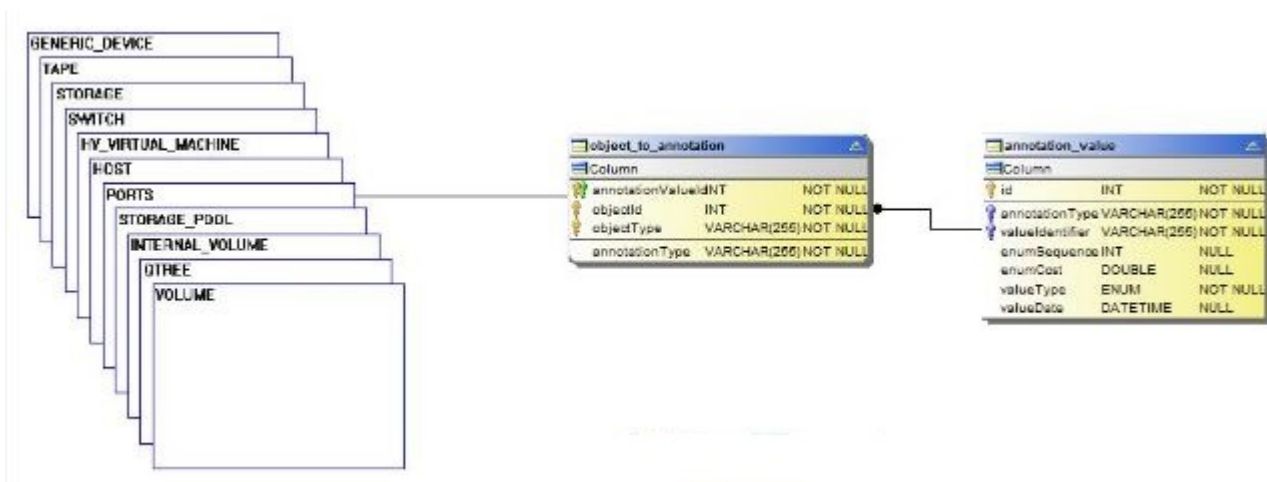 GENERIC_DEVICE
TAPE
STORAGE
SWITCH
HV_VIRTUAL_MACHINE
HOST
PORTS
STORAGE_POOL
INTERNAL_VOLUME
QTREE
VOLUME
object_to_annotation
Column
annotationValueId INT NOT NULL
objectId INT NOT NULL
objectType VARCHAR(255) NOT NULL
annotationType VARCHAR(255) NOT NULL
annotation_value
Column
id INT NOT NULL
annotationType VARCHAR(255) NOT NULL
valueIdentifier VARCHAR(255) NOT NULL
enumSequence INT NULL
enumCost DOUBLE NULL
valueType ENUM NOT NULL
valueDate DATETIME NULL